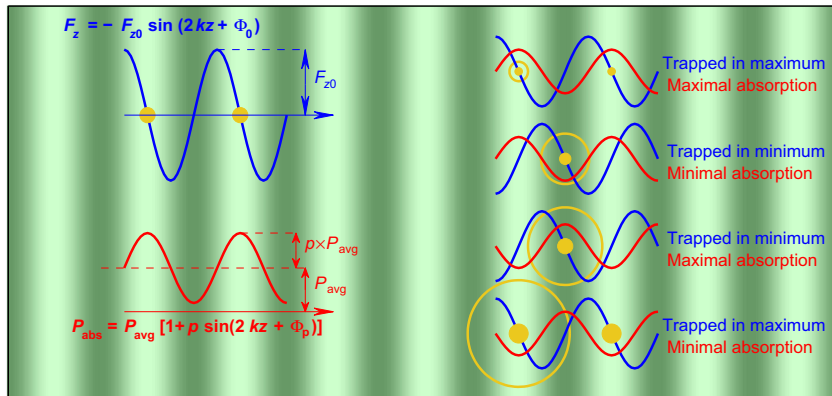 F_z = − F_z0 sin (2kz + Φ_0)
F_z0
p×P_avg
P_avg
P_abs = P_avg [1+ p sin(2 kz + Φ_p)]
Trapped in maximum
Maximal absorption
Trapped in minimum
Minimal absorption
Trapped in minimum
Maximal absorption
Trapped in maximum
Minimal absorption